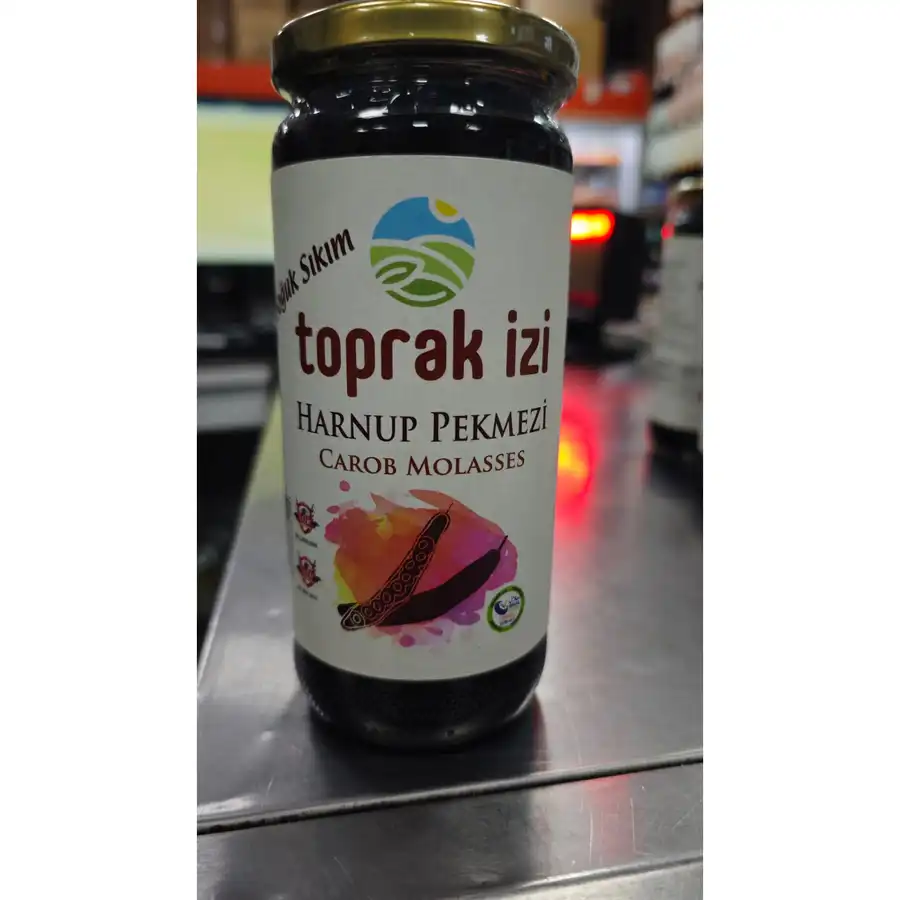 Sıkım
toprak izi
HARNUP PEKMEZİ
CAROB MOLASSES